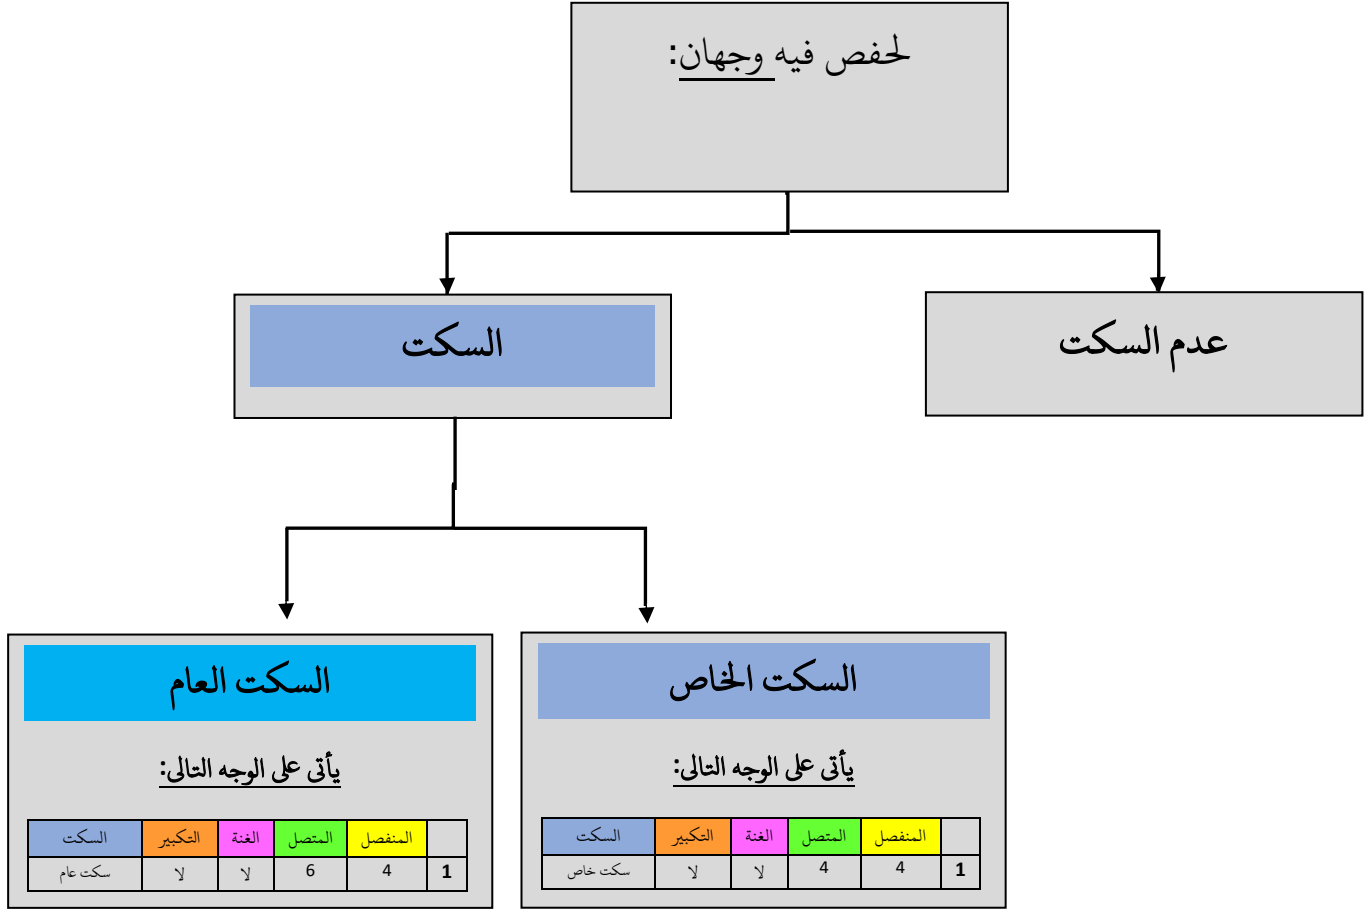 لحفص فيه وجهان:
عدم السكت
السكت
السكت الخاص
يأتى على الوجه التالى:
المنفصل المتصل الغنة التكبير السكت
1 4 4 لا لا سكت خاص
السكت العام
يأتى على الوجه التالى:
المنفصل المتصل الغنة التكبير السكت
1 4 6 لا لا سكت عام